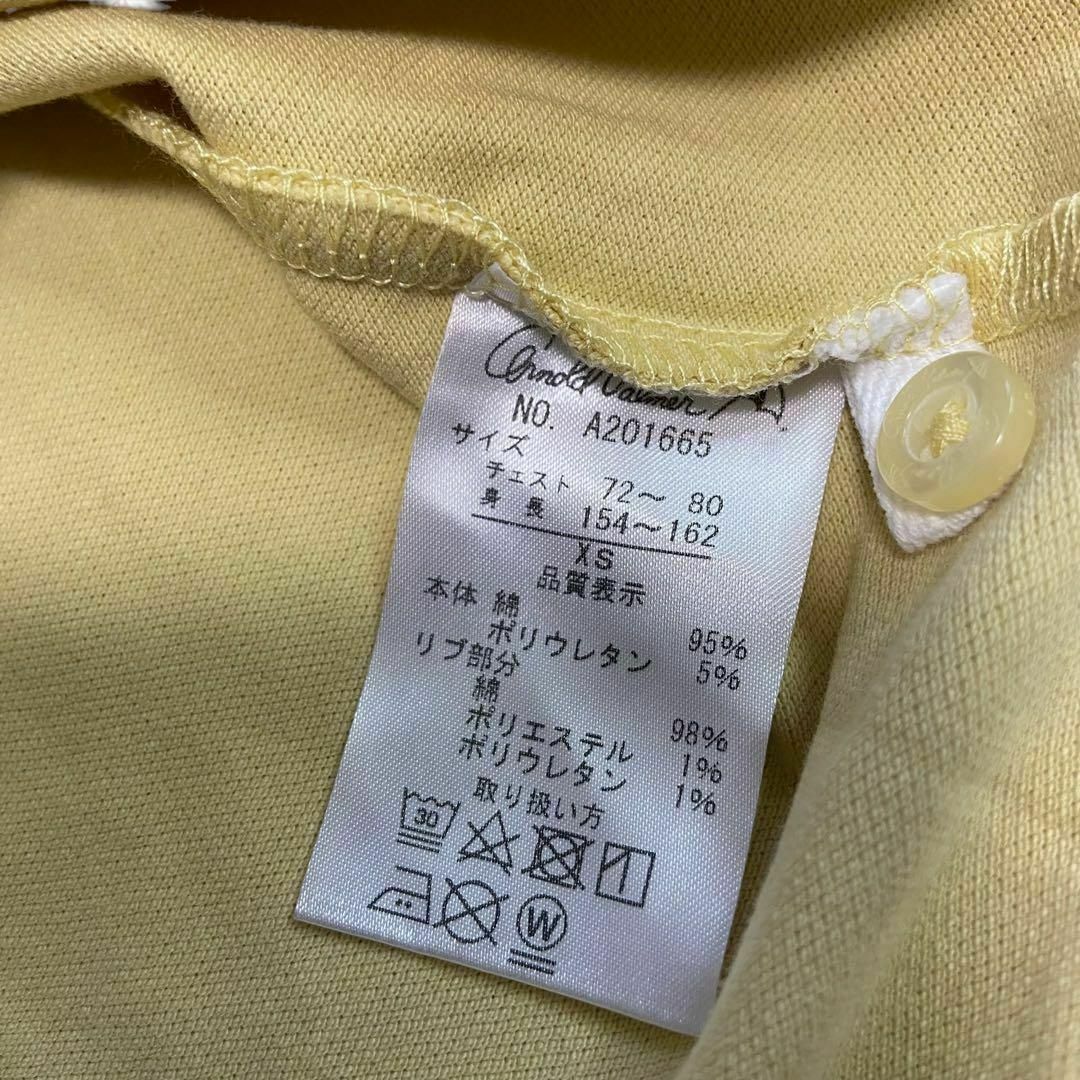 Arnold Palmer
NO. A201665
サイズ
チェスト 72～ 80
身長 154～162
XS
品質表示
本体 綿 95%
ポリウレタン 5%
リブ部分
綿 98%
ポリエステル 1%
ポリウレタン 1%
取り扱い方
30
W